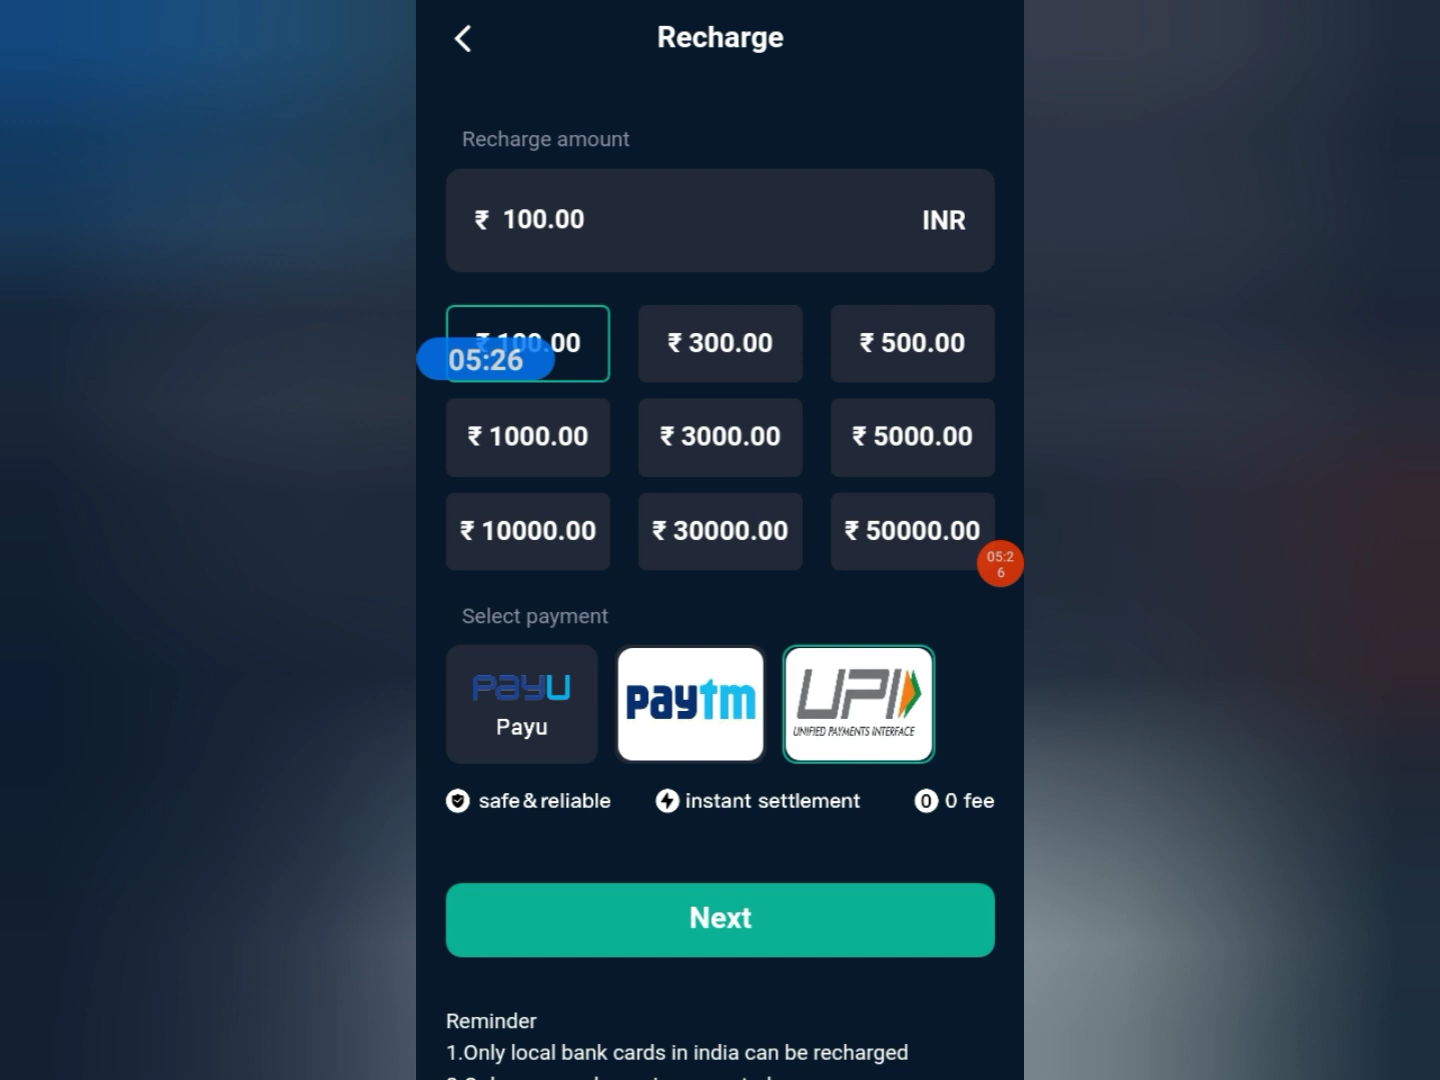 Recharge
Recharge amount
₹ 100.00 INR
₹ 100.00 ₹ 300.00 ₹ 500.00
05:26
₹ 1000.00 ₹ 3000.00 ₹ 5000.00
₹ 10000.00 ₹ 30000.00 ₹ 50000.00
05:2
6
Select payment
PayU paytm UPI
Payu UNIFIED PAYMENTS INTERFACE
safe & reliable instant settlement 0 0 fee
Next
Reminder
1.Only local bank cards in india can be recharged